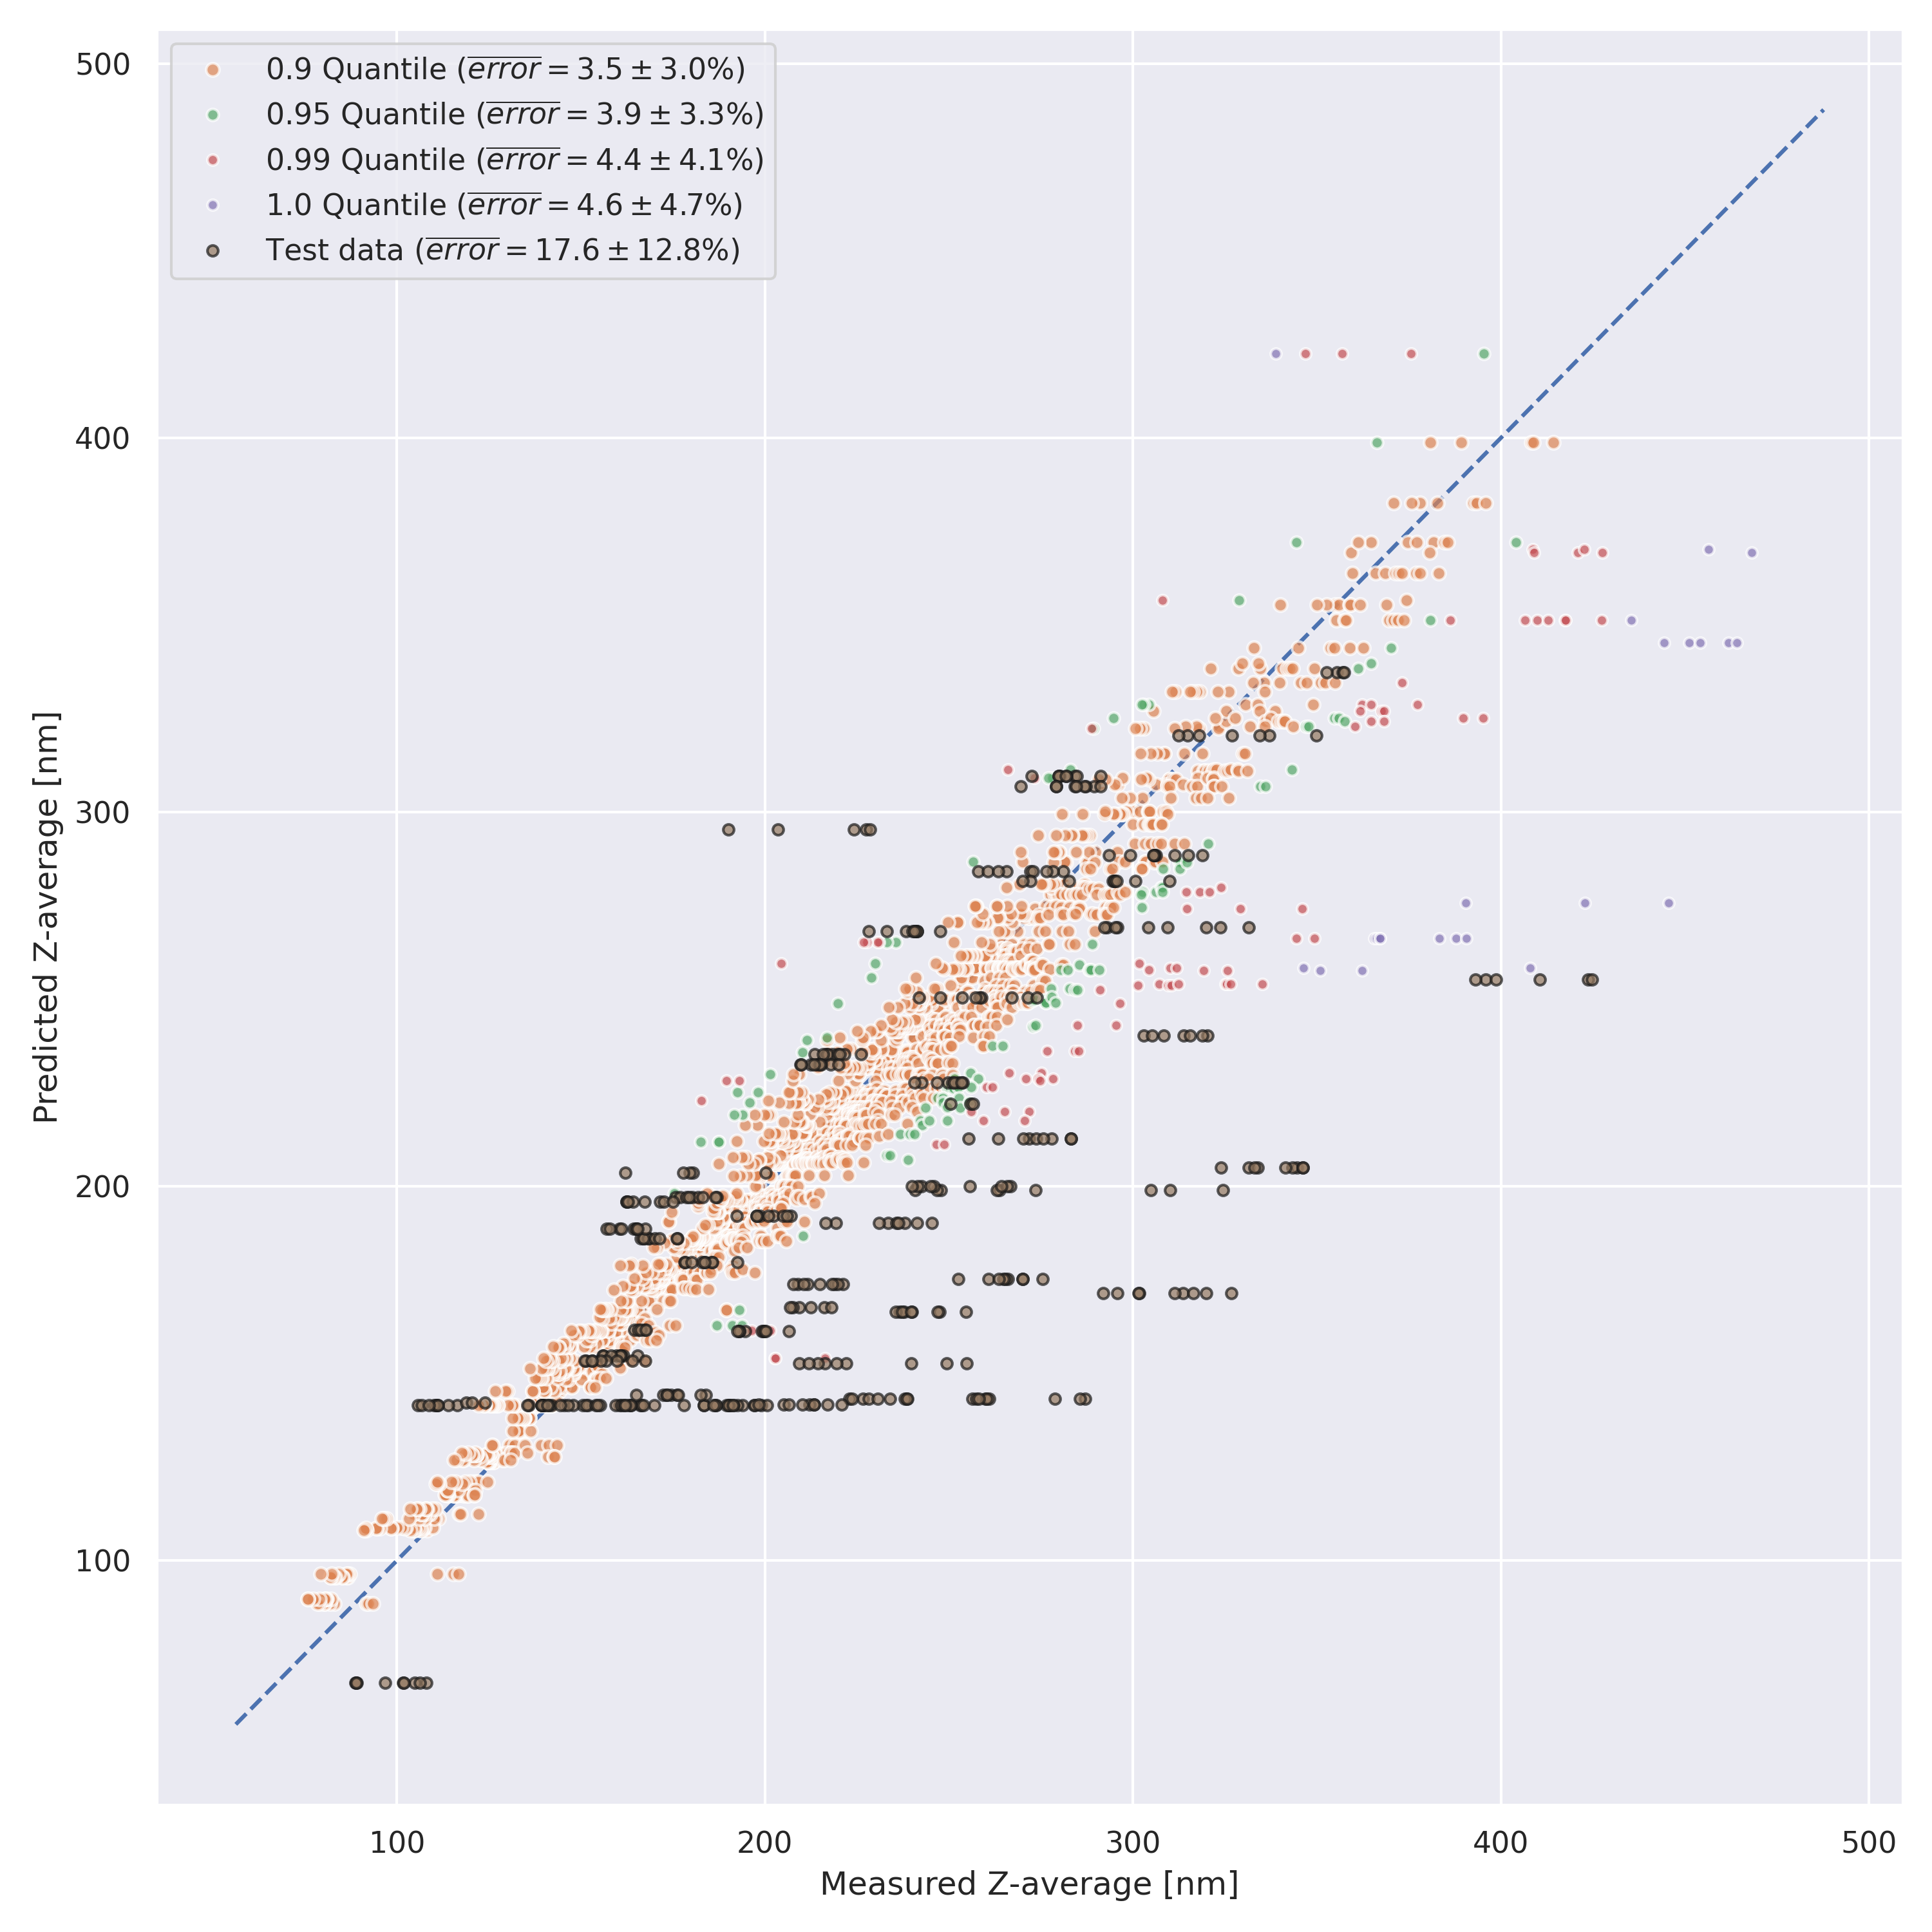 0.9 Quantile (error = 3.5 ± 3.0%)
0.95 Quantile (error = 3.9 ± 3.3%)
0.99 Quantile (error = 4.4 ± 4.1%)
1.0 Quantile (error = 4.6 ± 4.7%)
Test data (error = 17.6 ± 12.8%)
500
400
300
200
100
Predicted Z-average [nm]
100 200 300 400 500
Measured Z-average [nm]